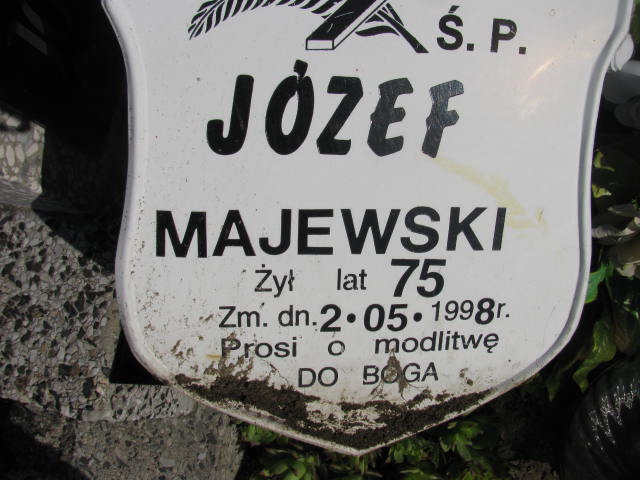 Ś. P.
JÓZEF
MAJEWSKI
Żył lat 75
Zm. dn. 2•05•1998r.
Prosi o modlitwę
DO BOGA